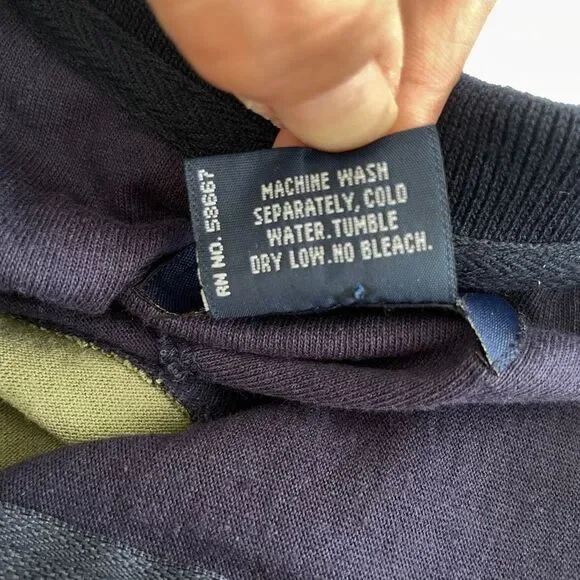 MACHINE WASH
SEPARATELY, COLD
WATER.TUMBLE
DRY LOW.NO BLEACH.
RN NO. 58667